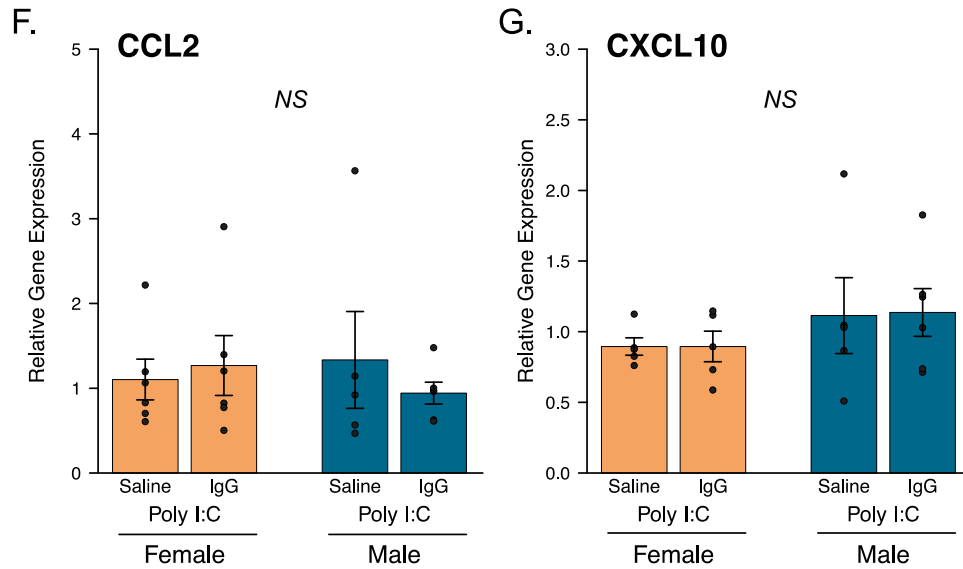 F.
CCL2
NS
Relative Gene Expression
5
4
3
2
1
0
Saline IgG Saline IgG
Poly I:C Poly I:C
Female Male
G.
CXCL10
NS
Relative Gene Expression
3.0
2.5
2.0
1.5
1.0
0.5
0.0
Saline IgG Saline IgG
Poly I:C Poly I:C
Female Male